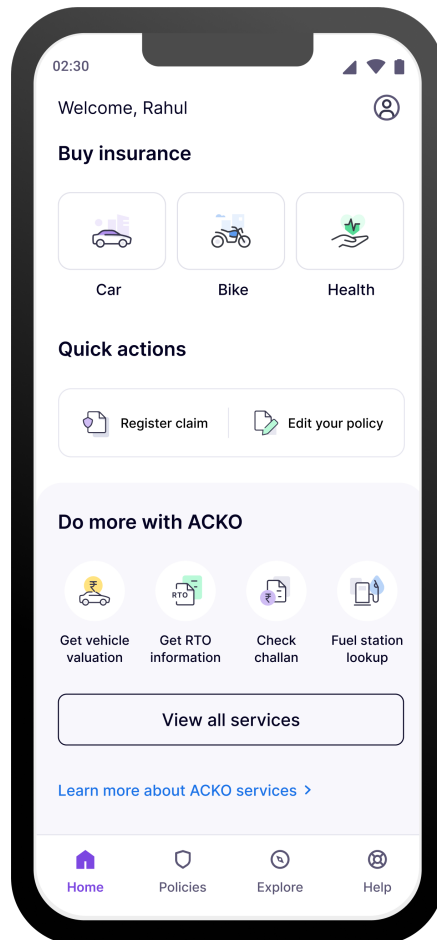 02:30
Welcome, Rahul
Buy insurance
Car
Bike
Health
Quick actions
Register claim
Edit your policy
Do more with ACKO
₹
RTO
₹
Get vehicle
valuation
Get RTO
information
Check
challan
Fuel station
lookup
View all services
Learn more about ACKO services >
Home
Policies
Explore
Help